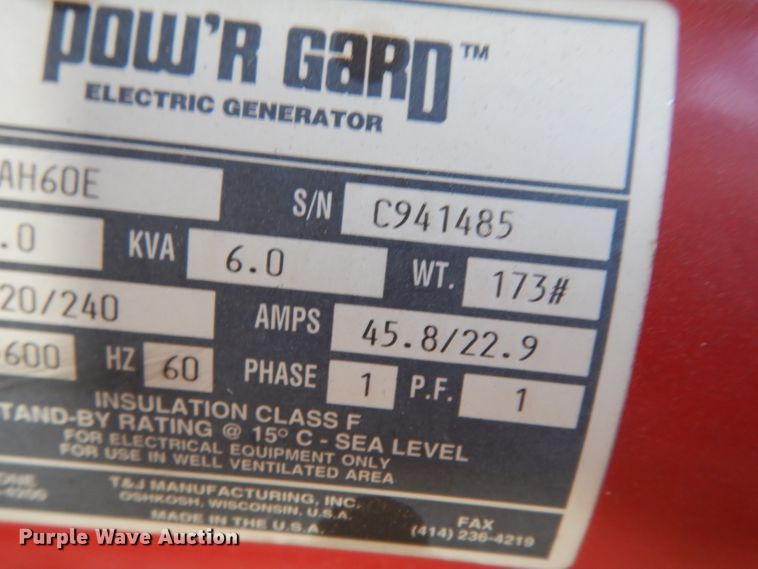 POW'R GARD™
ELECTRIC GENERATOR
AH60E S/N C941485
.0 KVA 6.0 WT. 173#
20/240 AMPS 45.8/22.9
600 HZ 60 PHASE 1 P.F. 1
INSULATION CLASS F
TAND-BY RATING @ 15° C - SEA LEVEL
FOR ELECTRICAL EQUIPMENT ONLY
FOR USE IN WELL VENTILATED AREA
ONE T&J MANUFACTURING, INC. FAX
-4200 OSHKOSH, WISCONSIN, U.S.A. (414) 236-4219
MADE IN THE U.S.A.
Purple Wave Auction